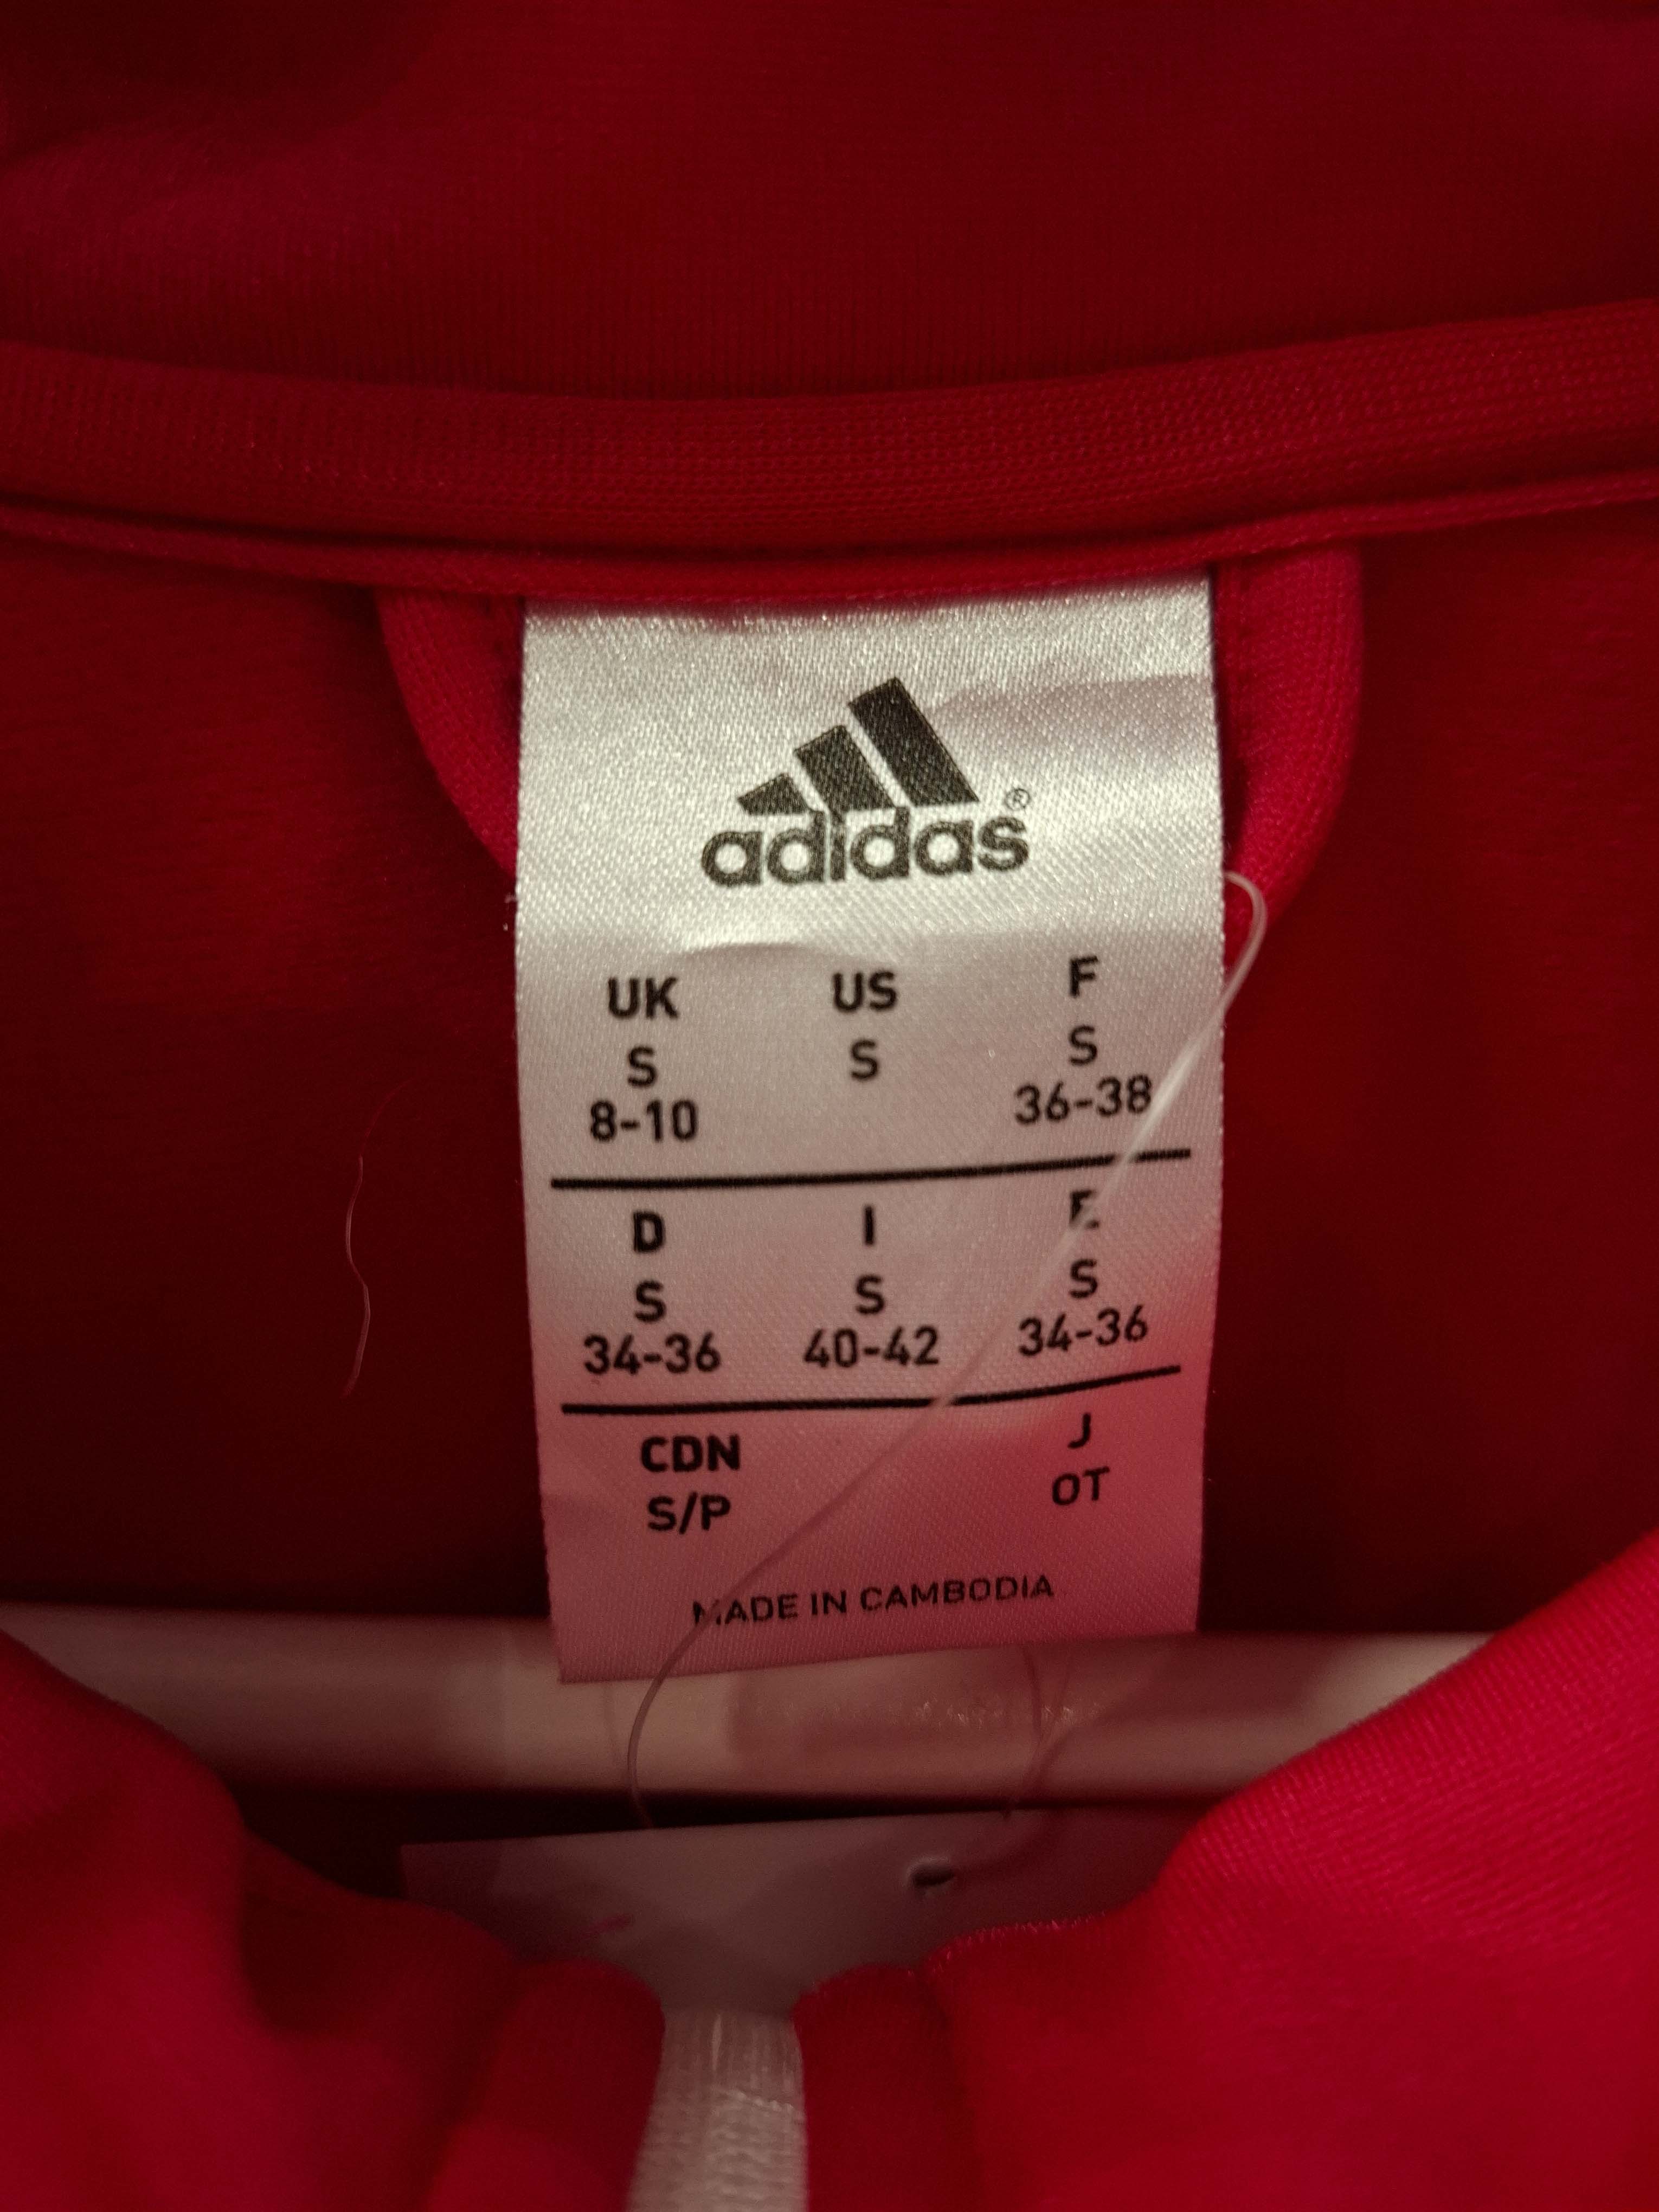 adidas®
UK US F
S S S
8-10 36-38
D I E
S S S
34-36 40-42 34-36
CDN J
S/P OT
MADE IN CAMBODIA